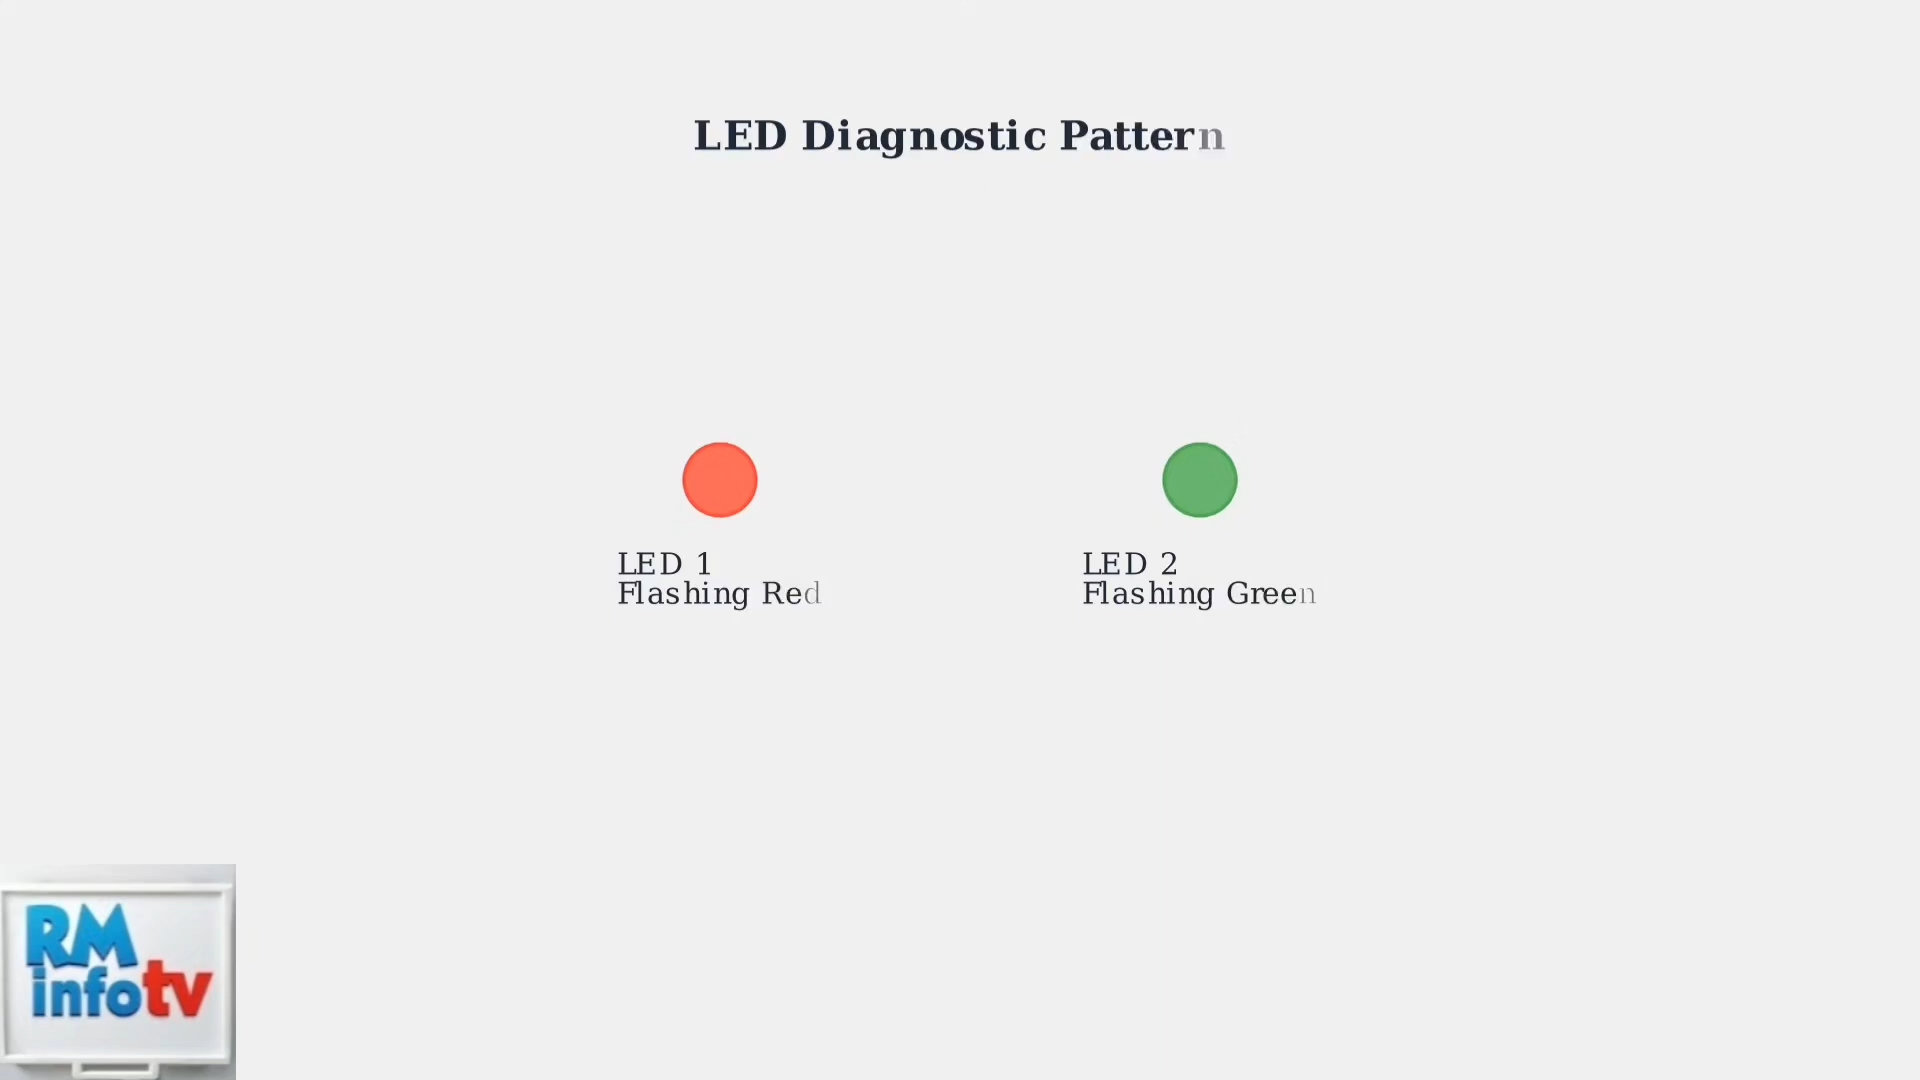 LED Diagnostic Pattern
LED 1
Flashing Red
LED 2
Flashing Green
RM
infotv